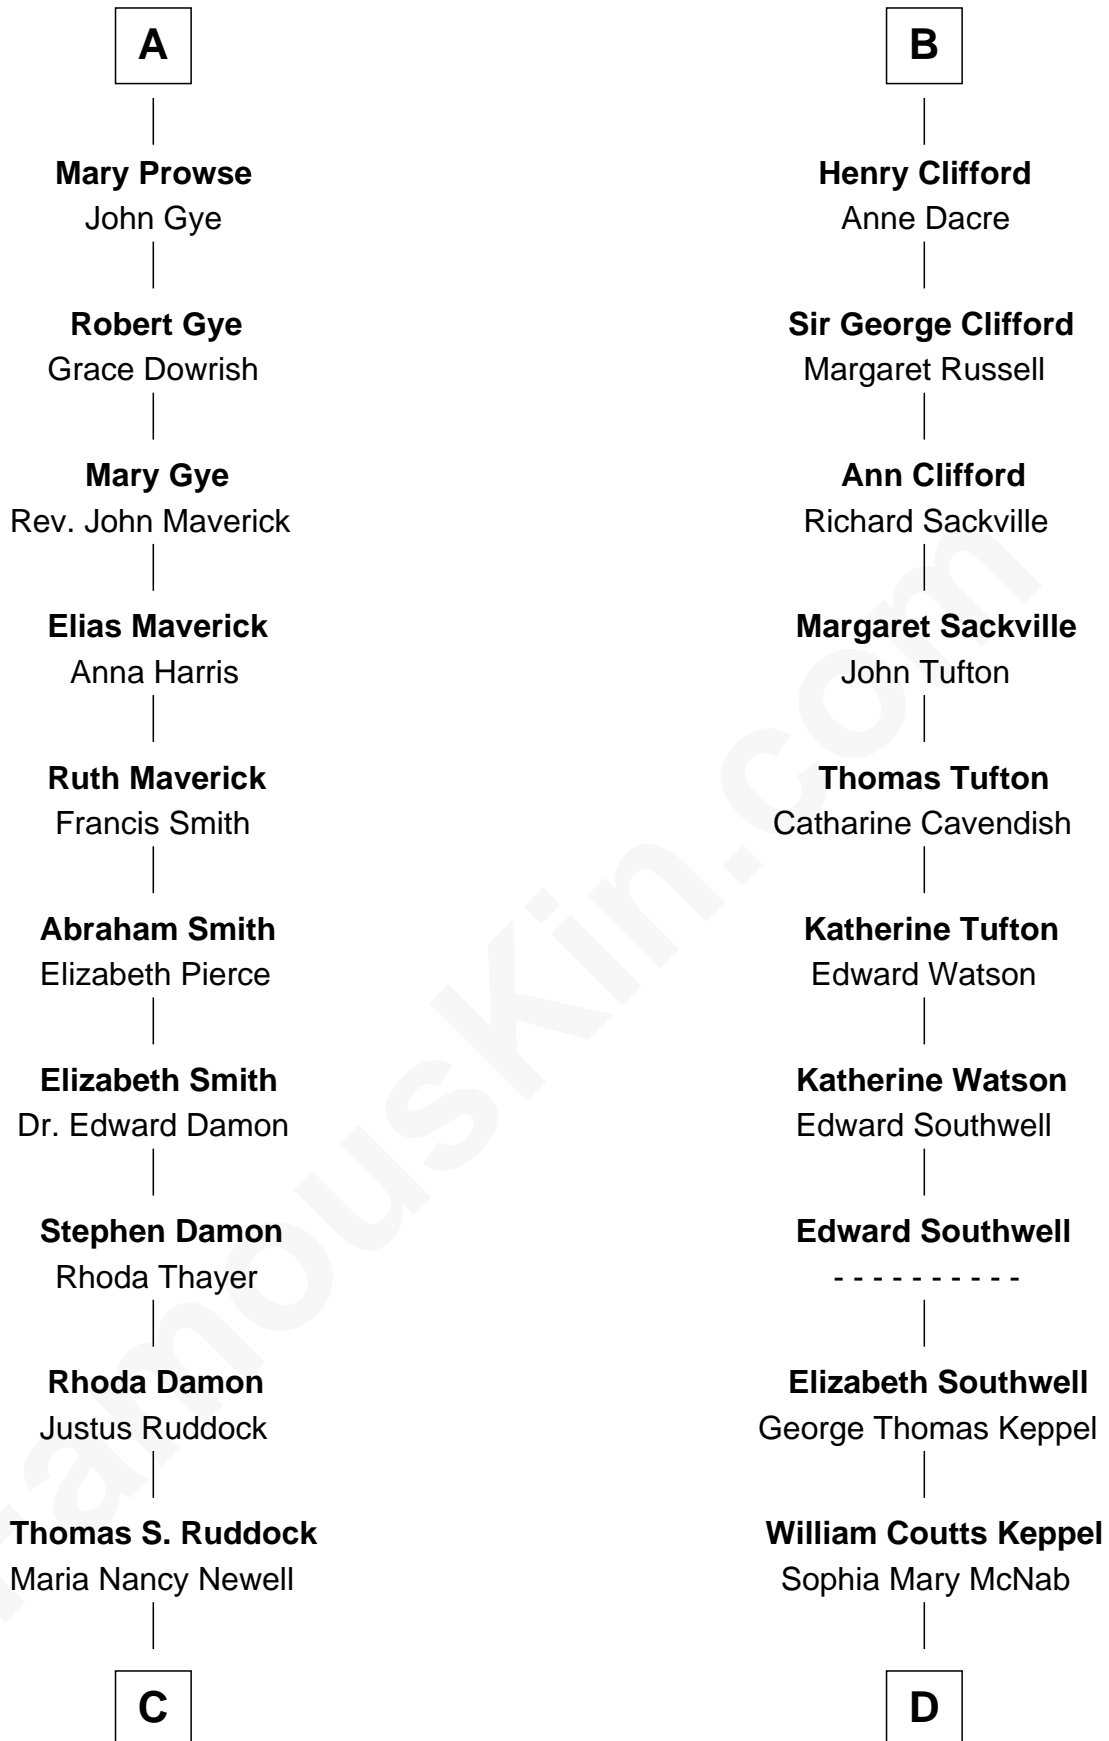 A
Mary Prowse
John Gye
Robert Gye
Grace Dowrish
Mary Gye
Rev. John Maverick
Elias Maverick
Anna Harris
Ruth Maverick
Francis Smith
Abraham Smith
Elizabeth Pierce
Elizabeth Smith
Dr. Edward Damon
Stephen Damon
Rhoda Thayer
Rhoda Damon
Justus Ruddock
Thomas S. Ruddock
Maria Nancy Newell
C
B
Henry Clifford
Anne Dacre
Sir George Clifford
Margaret Russell
Ann Clifford
Richard Sackville
Margaret Sackville
John Tufton
Thomas Tufton
Catharine Cavendish
Katherine Tufton
Edward Watson
Katherine Watson
Edward Southwell
Edward Southwell
- - - - - - - - - -
Elizabeth Southwell
George Thomas Keppel
William Coutts Keppel
Sophia Mary McNab
D
FamousKin.com